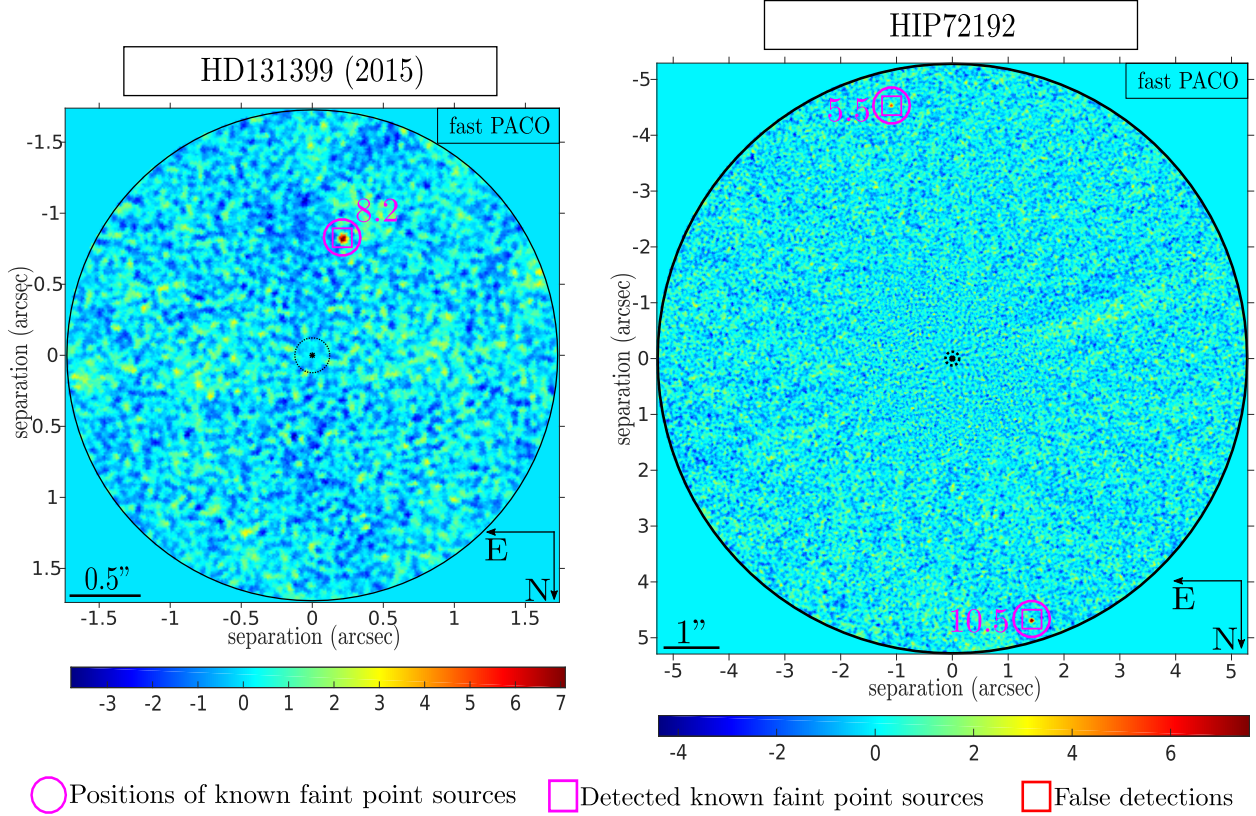 HD131399 (2015)
fast PACO
8.2
separation (arcsec)
-1.5
-1
-0.5
0
0.5
1
1.5
0.5”
E
N
-1.5 -1 -0.5 0 0.5 1 1.5
separation (arcsec)
-3 -2 -1 0 1 2 3 4 5 6 7
HIP72192
fast PACO
5.5
separation (arcsec)
-5
-4
-3
-2
-1
0
1
2
3
4
5
10.5
1”
E
N
-5 -4 -3 -2 -1 0 1 2 3 4 5
separation (arcsec)
-4 -2 0 2 4 6
Positions of known faint point sources
Detected known faint point sources
False detections